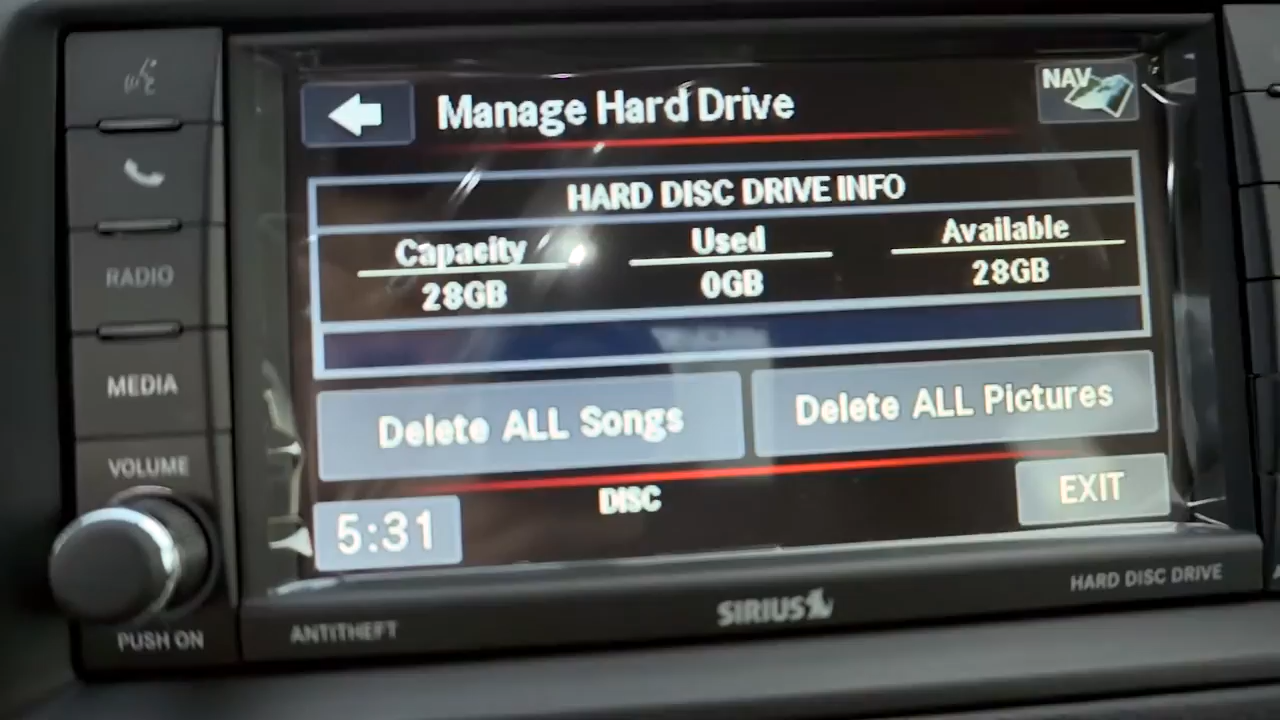 Manage Hard Drive
NAV
HARD DISC DRIVE INFO
Capacity Used Available
28GB 0GB 28GB
Delete ALL Songs Delete ALL Pictures
5:31 DISC EXIT
RADIO
MEDIA
VOLUME
PUSH ON
ANTITHEFT SIRIUS HARD DISC DRIVE